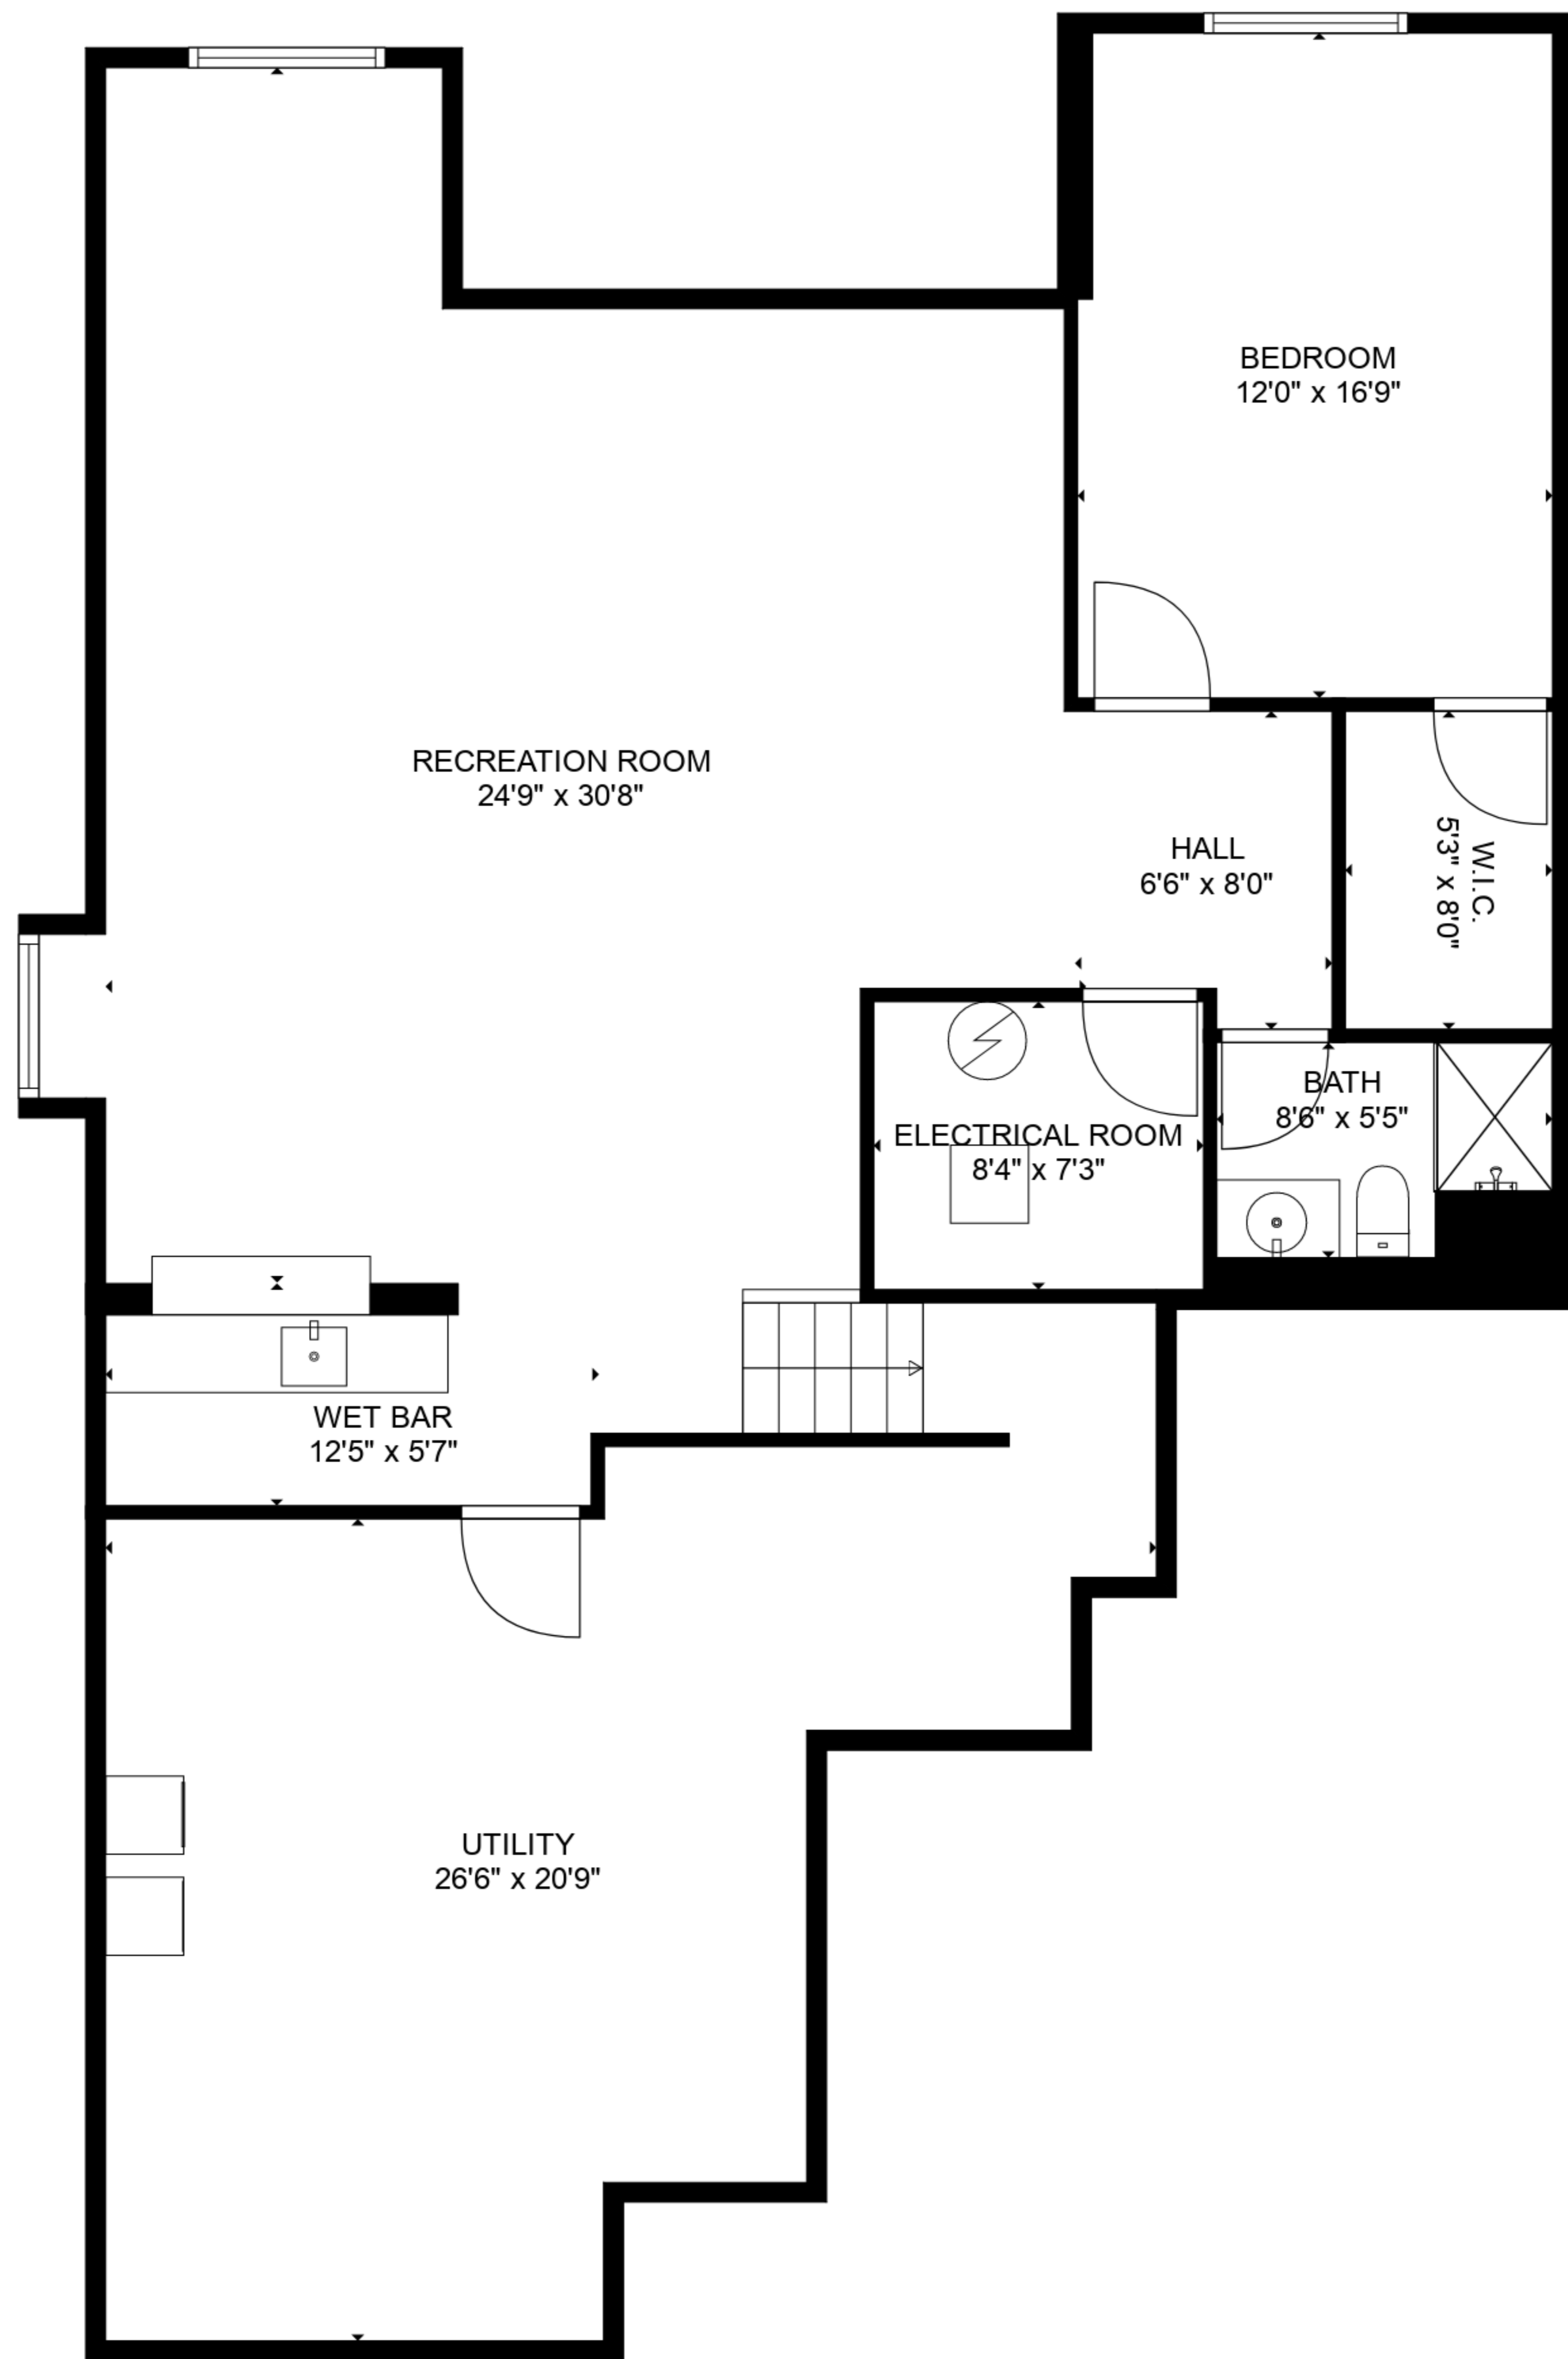 BEDROOM
12'0" x 16'9"
RECREATION ROOM
24'9" x 30'8"
HALL
6'6" x 8'0"
W.I.C.
5'3" x 8'0"
BATH
8'6" x 5'5"
ELECTRICAL ROOM
8'4" x 7'3"
WET BAR
12'5" x 5'7"
UTILITY
26'6" x 20'9"